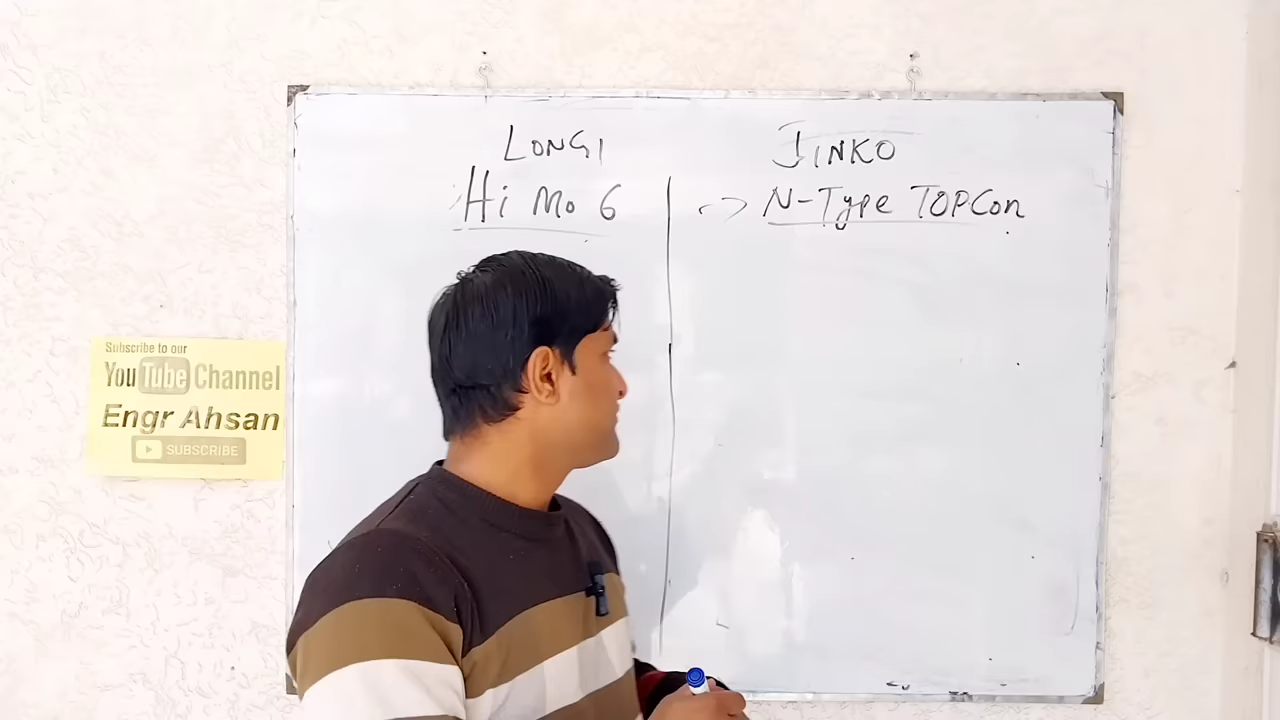 LONGI
Hi Mo 6
JINKO
N-Type TOPCon
Subscribe to our
YouTube Channel
Engr Ahsan
SUBSCRIBE